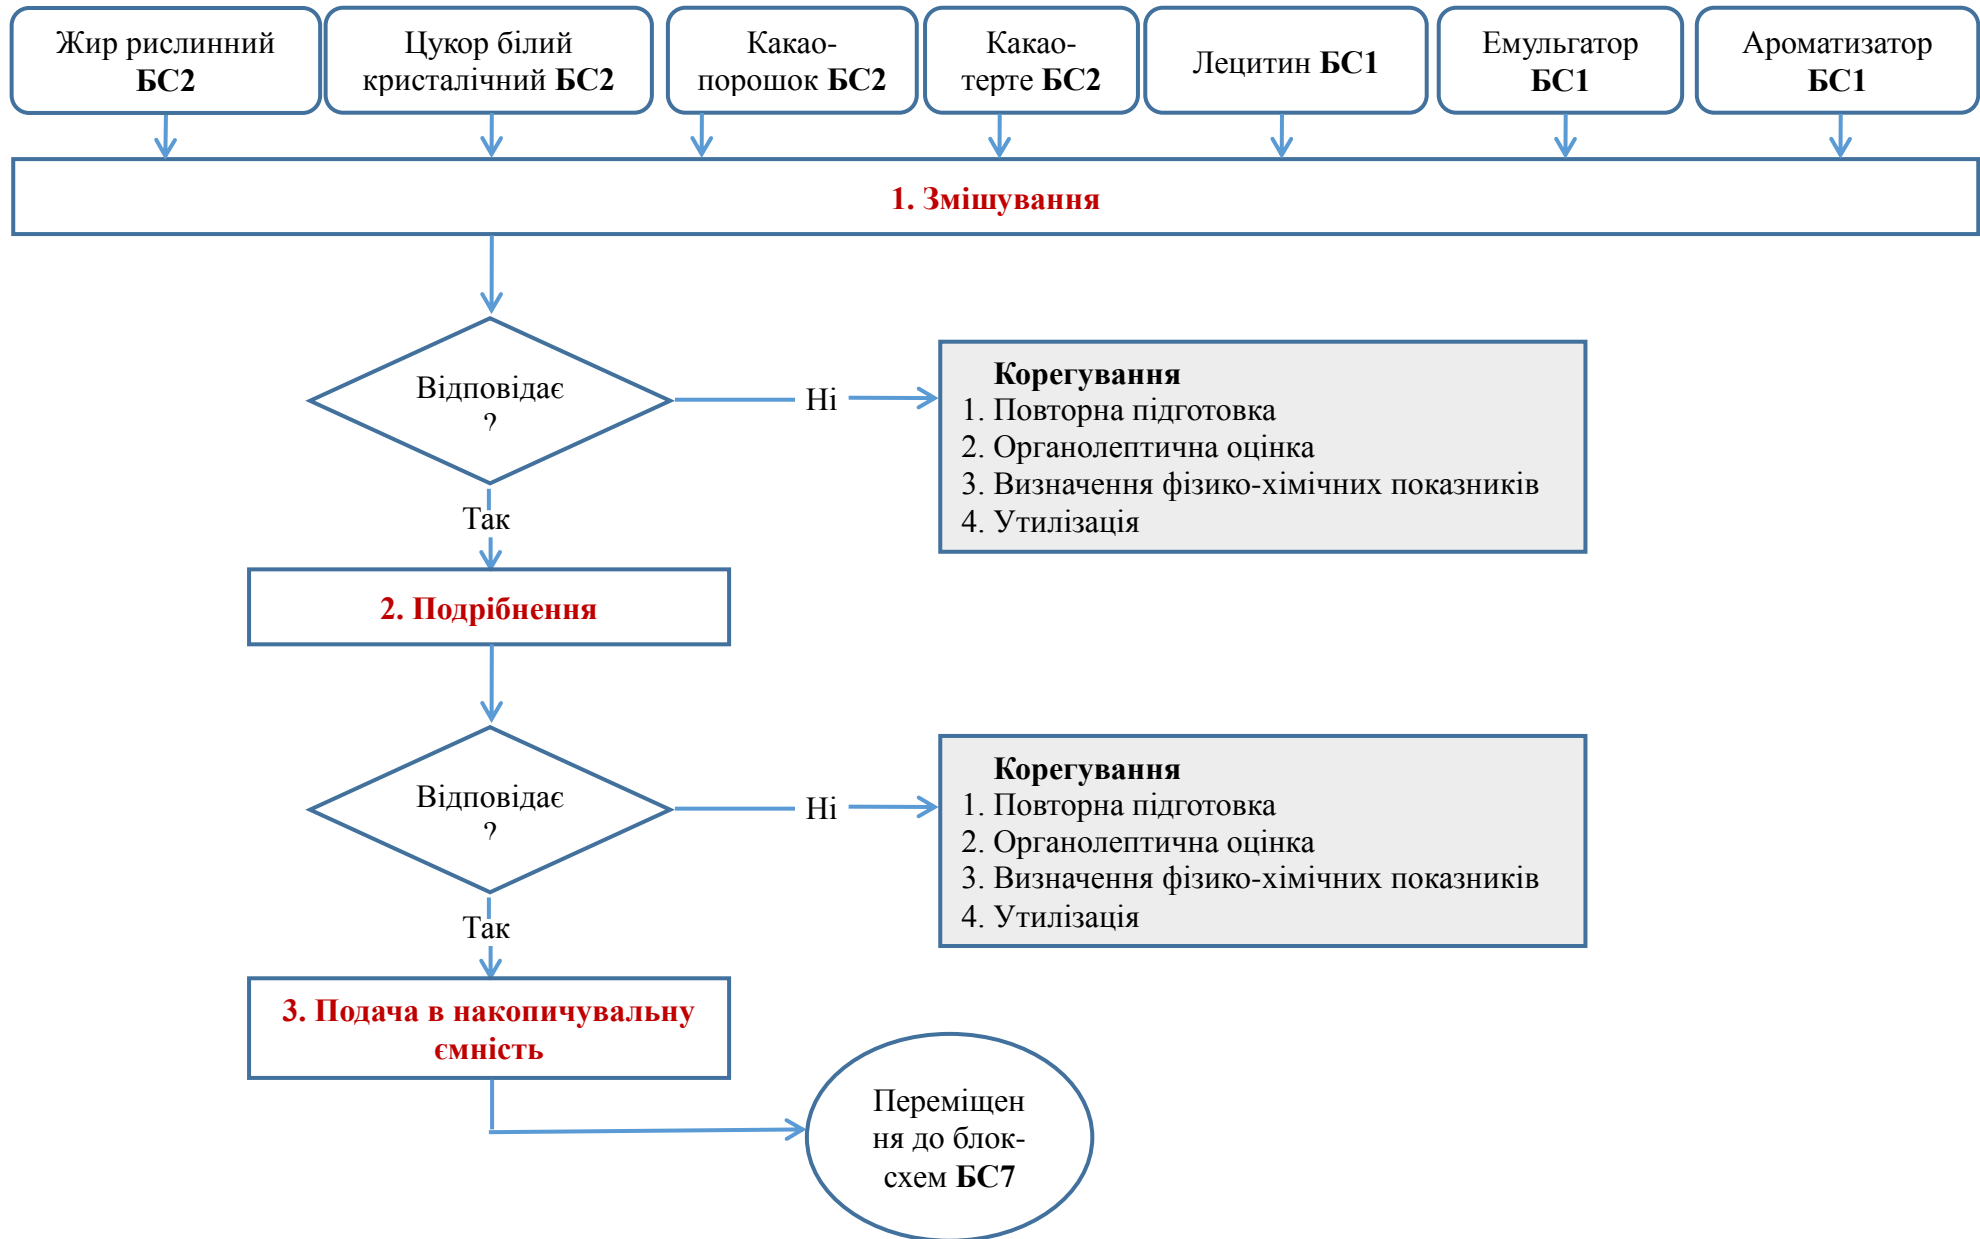 Жир рислинний
БС2
Цукор білий
кристалічний БС2
Какао-
порошок БС2
Какао-
терте БС2
Лецитин БС1
Емульгатор
БС1
Ароматизатор
БС1
1. Змішування
Відповідає
?
Ні
Корегування
1. Повторна підготовка
2. Органолептична оцінка
3. Визначення фізико-хімічних показників
4. Утилізація
Так
2. Подрібнення
Відповідає
?
Ні
Корегування
1. Повторна підготовка
2. Органолептична оцінка
3. Визначення фізико-хімічних показників
4. Утилізація
Так
3. Подача в накопичувальну
ємність
Переміщен
ня до блок-
схем БС7